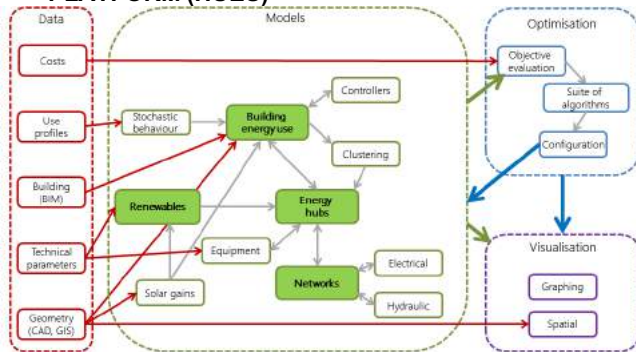 PLATFORM (HUES)
Data
Models
Optimisation
Costs
Objective
evaluation
Controllers
Suite of
algorithms
Use
profiles
Stochastic
behaviour
Building
energy use
Clustering
Configuration
Building
(BIM)
Renewables
Energy
hubs
Technical
parameters
Equipment
Visualisation
Electrical
Networks
Graphing
Solar gains
Hydraulic
Geometry
(CAD, GIS)
Spatial